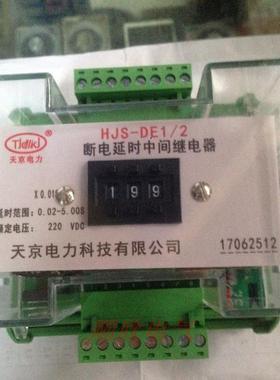 Tldlkj
HJS-DE1/2
天京电力
断电延时中间继电器
X0.01
1 9 9
延时范围: 0.02-5.00S
额定电压: 220 VDC
天京电力科技有限公司
17062512